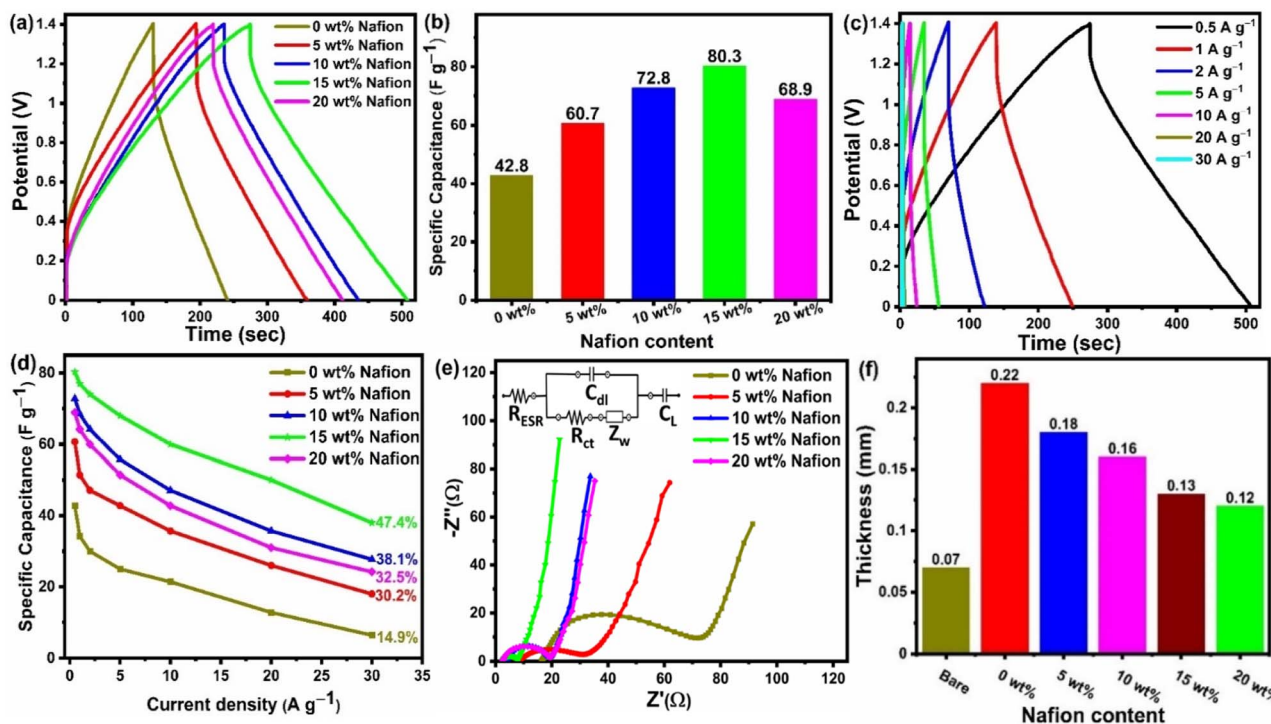 (a)
1.4
1.2
1.0
0.8
0.6
0.4
0.2
0.0
Potential (V)
0 wt% Nafion
5 wt% Nafion
10 wt% Nafion
15 wt% Nafion
20 wt% Nafion
0 100 200 300 400 500
Time (sec)
(b)
80
60
40
20
0
Specific Capacitance (F g⁻¹)
42.8
60.7
72.8
80.3
68.9
0 wt% 5 wt% 10 wt% 15 wt% 20 wt%
Nafion content
(c)
1.4
1.2
1.0
0.8
0.6
0.4
0.2
0.0
Potential (V)
0.5 A g⁻¹
1 A g⁻¹
2 A g⁻¹
5 A g⁻¹
10 A g⁻¹
20 A g⁻¹
30 A g⁻¹
0 100 200 300 400 500
Time (sec)
(d)
80
60
40
20
0
Specific Capacitance (F g⁻¹)
0 wt% Nafion
5 wt% Nafion
10 wt% Nafion
15 wt% Nafion
20 wt% Nafion
47.4%
38.1%
32.5%
30.2%
14.9%
0 5 10 15 20 25 30 35
Current density (A g⁻¹)
(e)
100
80
60
40
20
0
-Z''(Ω)
C_dl
R_ESR
R_ct
Z_w
C_L
0 wt% Nafion
5 wt% Nafion
10 wt% Nafion
15 wt% Nafion
20 wt% Nafion
0 20 40 60 80 100 120
Z'(Ω)
(f)
0.2
0.15
0.1
0.05
0
Thickness (mm)
0.07
0.22
0.18
0.16
0.13
0.12
Bare 0 wt% 5 wt% 10 wt% 15 wt% 20 wt%
Nafion content